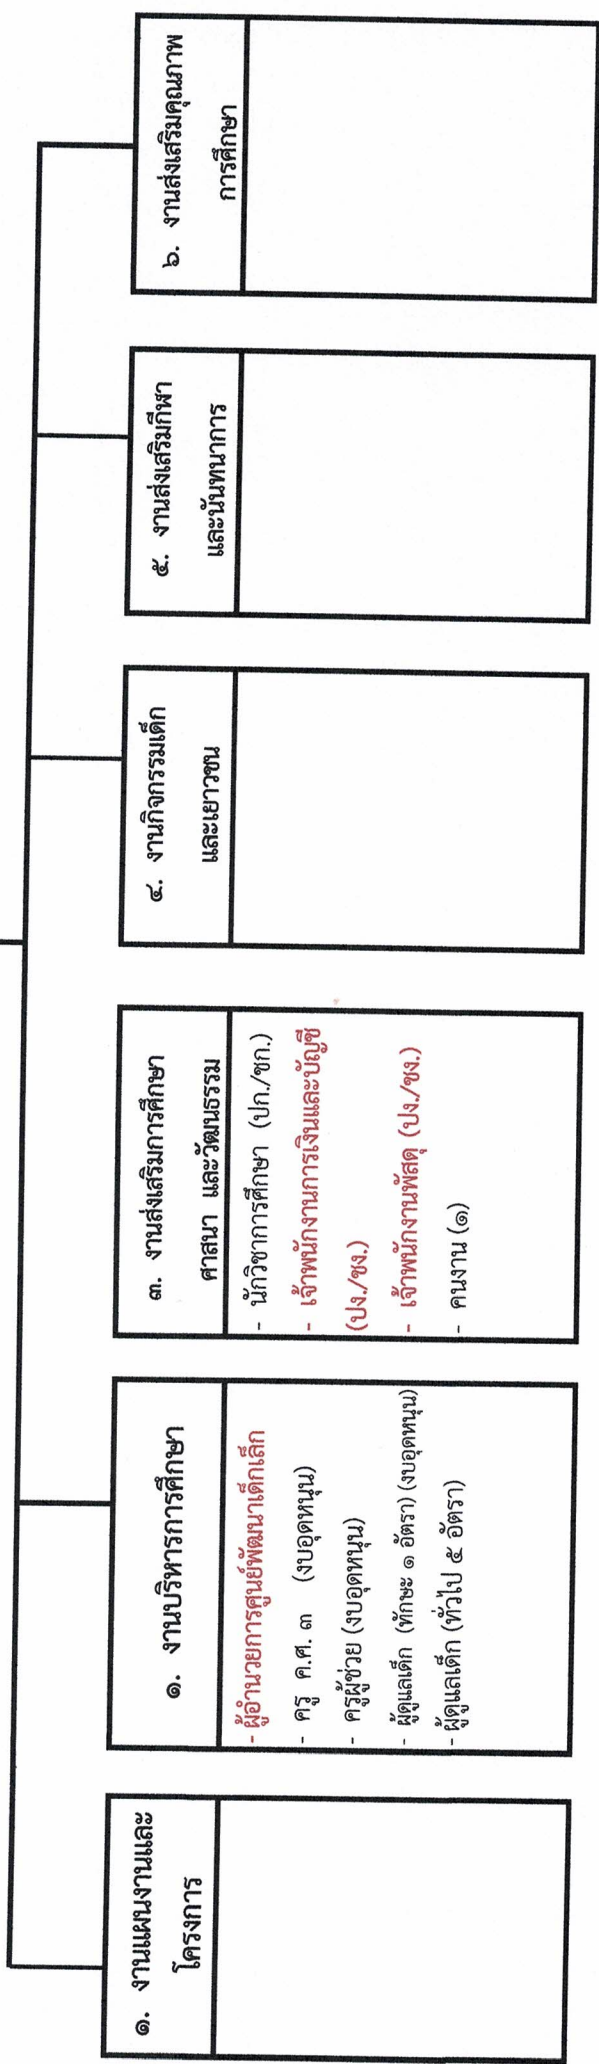 ๑. งานแผนงานและ
โครงการ
๑. งานบริหารการศึกษา
- ผู้อำนวยการศูนย์พัฒนาเด็กเล็ก
- ครู ค.ศ. ๓ (งบอุดหนุน)
- ครูผู้ช่วย (งบอุดหนุน)
- ผู้ดูแลเด็ก (ทักษะ ๑ อัตรา) (งบอุดหนุน)
- ผู้ดูแลเด็ก (ทั่วไป ๕ อัตรา)
๓. งานส่งเสริมการศึกษา
ศาสนา และวัฒนธรรม
- นักวิชาการศึกษา (ปก./ชก.)
- เจ้าพนักงานการเงินและบัญชี
(ปง./ชง.)
- เจ้าพนักงานพัสดุ (ปง./ชง.)
- คนงาน (๑)
๔. งานกิจกรรมเด็ก
และเยาวชน
๕. งานส่งเสริมกีฬา
และนันทนาการ
๖. งานส่งเสริมคุณภาพ
การศึกษา